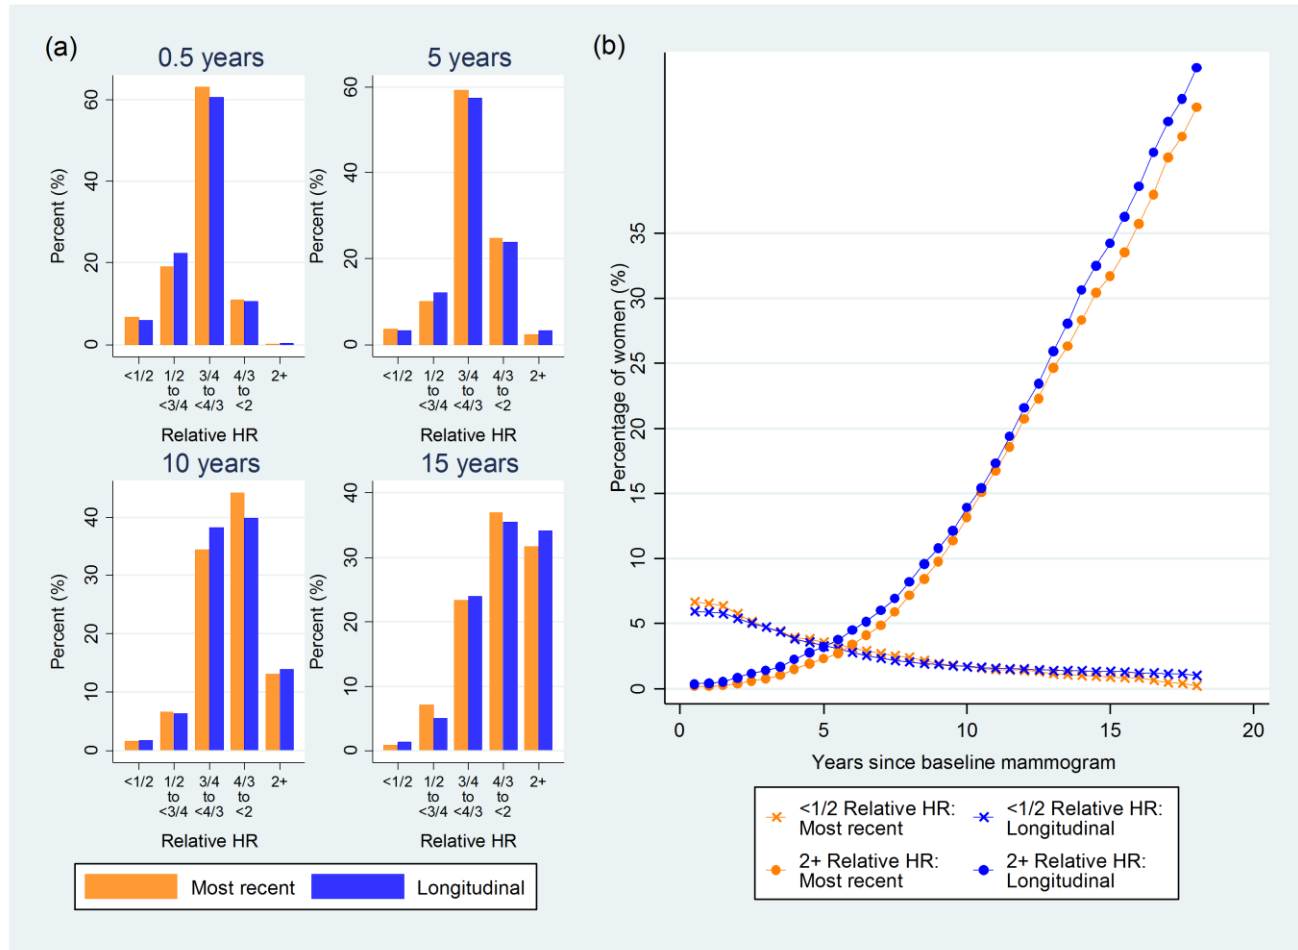 (a)
0.5 years
Percent (%)
60
40
20
0
<1/2
1/2
to
<3/4
3/4
to
<4/3
4/3
to
<2
2+
Relative HR
5 years
Percent (%)
60
40
20
0
<1/2
1/2
to
<3/4
3/4
to
<4/3
4/3
to
<2
2+
Relative HR
10 years
Percent (%)
40
30
20
10
0
<1/2
1/2
to
<3/4
3/4
to
<4/3
4/3
to
<2
2+
Relative HR
15 years
Percent (%)
40
30
20
10
0
<1/2
1/2
to
<3/4
3/4
to
<4/3
4/3
to
<2
2+
Relative HR
Most recent
Longitudinal
(b)
Percentage of women (%)
35
30
25
20
15
10
5
0
0
5
10
15
20
Years since baseline mammogram
<1/2 Relative HR:
Most recent
<1/2 Relative HR:
Longitudinal
2+ Relative HR:
Most recent
2+ Relative HR:
Longitudinal